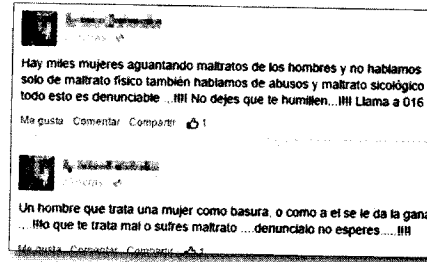 Hay miles mujeres aguantando maltratos de los hombres y no hablamos
solo de maltrato físico también hablamos de abusos y maltrato sicológico
todo esto es denunciable ...!!!! No dejes que te humillen...!!!! Llama a 016
Me gusta Comentar Compartir 1
Un hombre que trata una mujer como basura, o como a el se le da la gana
....!!!lo que te trata mal o sufres maltrato ....denuncialo no esperes.....!!!!
Me gusta Comentar Compartir 1